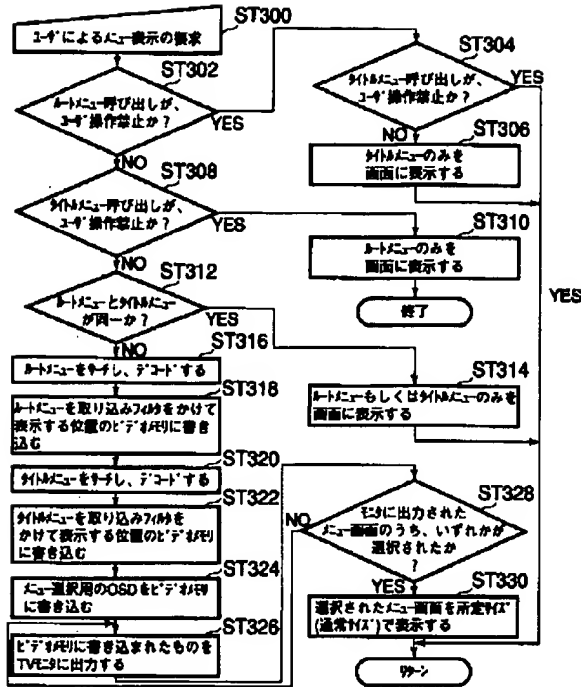 ST300
ユーザによるメニュー表示の要求
ST302
ルートメニュー呼び出しが、
ユーザ操作禁止か?
YES
NO
ST304
タイトルメニュー呼び出しが、
ユーザ操作禁止か?
YES
NO
ST306
タイトルメニューのみを
画面に表示する
ST308
タイトルメニュー呼び出しが、
ユーザ操作禁止か?
YES
NO
ST310
ルートメニューのみを
画面に表示する
終了
YES
ST312
ルートメニューとタイトルメニュー
が同一か?
YES
NO
ST314
ルートメニューもしくはタイトルメニューのみを
画面に表示する
ST316
ルートメニューをサーチし、デコードする
ST318
ルートメニューを取り込みフィルタをかけて
表示する位置のビデオメモリに書き
込む
ST320
タイトルメニューをサーチし、デコードする
ST322
タイトルメニューを取り込みフィルタを
かけて表示する位置のビデオメモリ
に書き込む
ST324
メニュー選択用のOSDをビデオメモリ
に書き込む
ST326
ビデオメモリに書き込まれたものを
TVモニタに出力する
ST328
モニタに出力された
メニュー画面のうち、いずれかが
選択されたか
?
NO
YES
ST330
選択されたメニュー画面を所定サイズ
(通常サイズ)で表示する
リターン